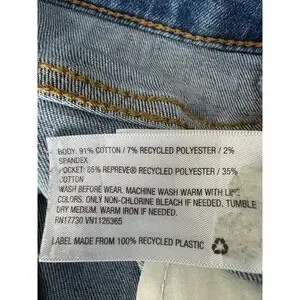 BODY: 91% COTTON / 7% RECYCLED POLYESTER / 2%
SPANDEX
POCKET: 65% REPREVE® RECYCLED POLYESTER / 35%
COTTON
WASH BEFORE WEAR. MACHINE WASH WARM WITH LIKE
COLORS. ONLY NON-CHLORINE BLEACH IF NEEDED. TUMBLE
DRY MEDIUM. WARM IRON IF NEEDED.
RN17730 VN1126365
LABEL MADE FROM 100% RECYCLED PLASTIC